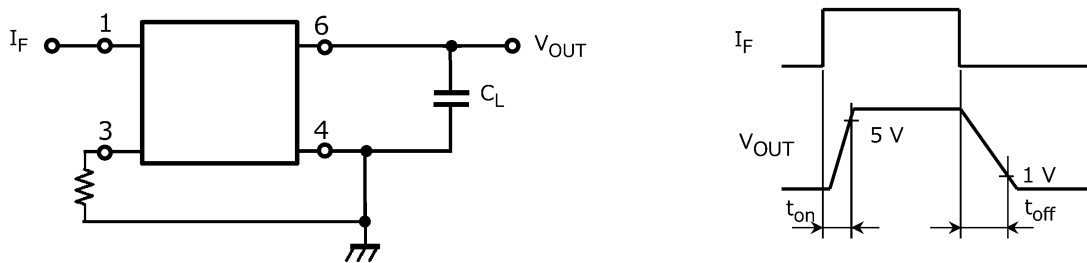 1
6
I_F
V_OUT
C_L
3
4
I_F
V_OUT
5 V
1 V
t_on
t_off